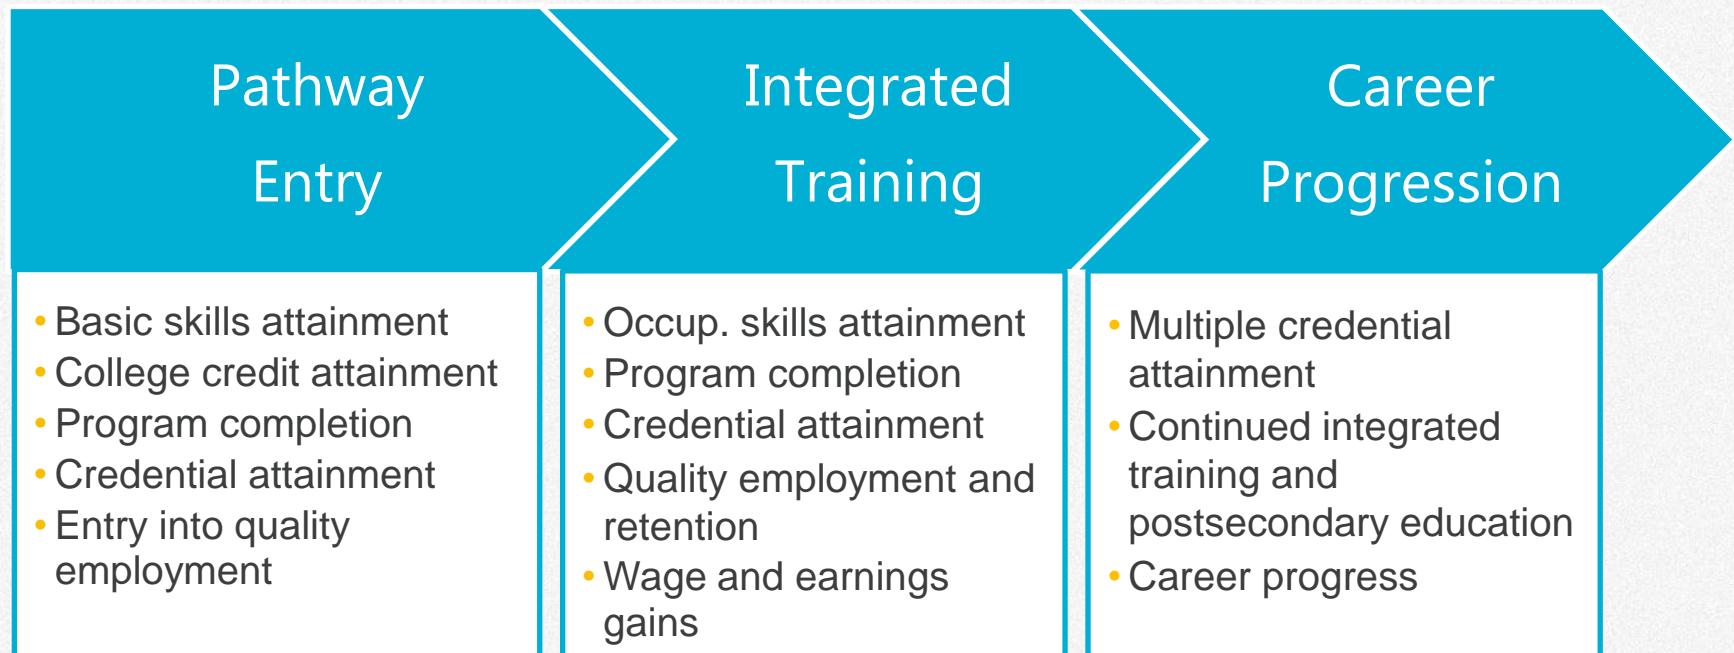 Pathway
Entry
Integrated
Training
Career
Progression
• Basic skills attainment
• College credit attainment
• Program completion
• Credential attainment
• Entry into quality
employment
• Occup. skills attainment
• Program completion
• Credential attainment
• Quality employment and
retention
• Wage and earnings
gains
• Multiple credential
attainment
• Continued integrated
training and
postsecondary education
• Career progress